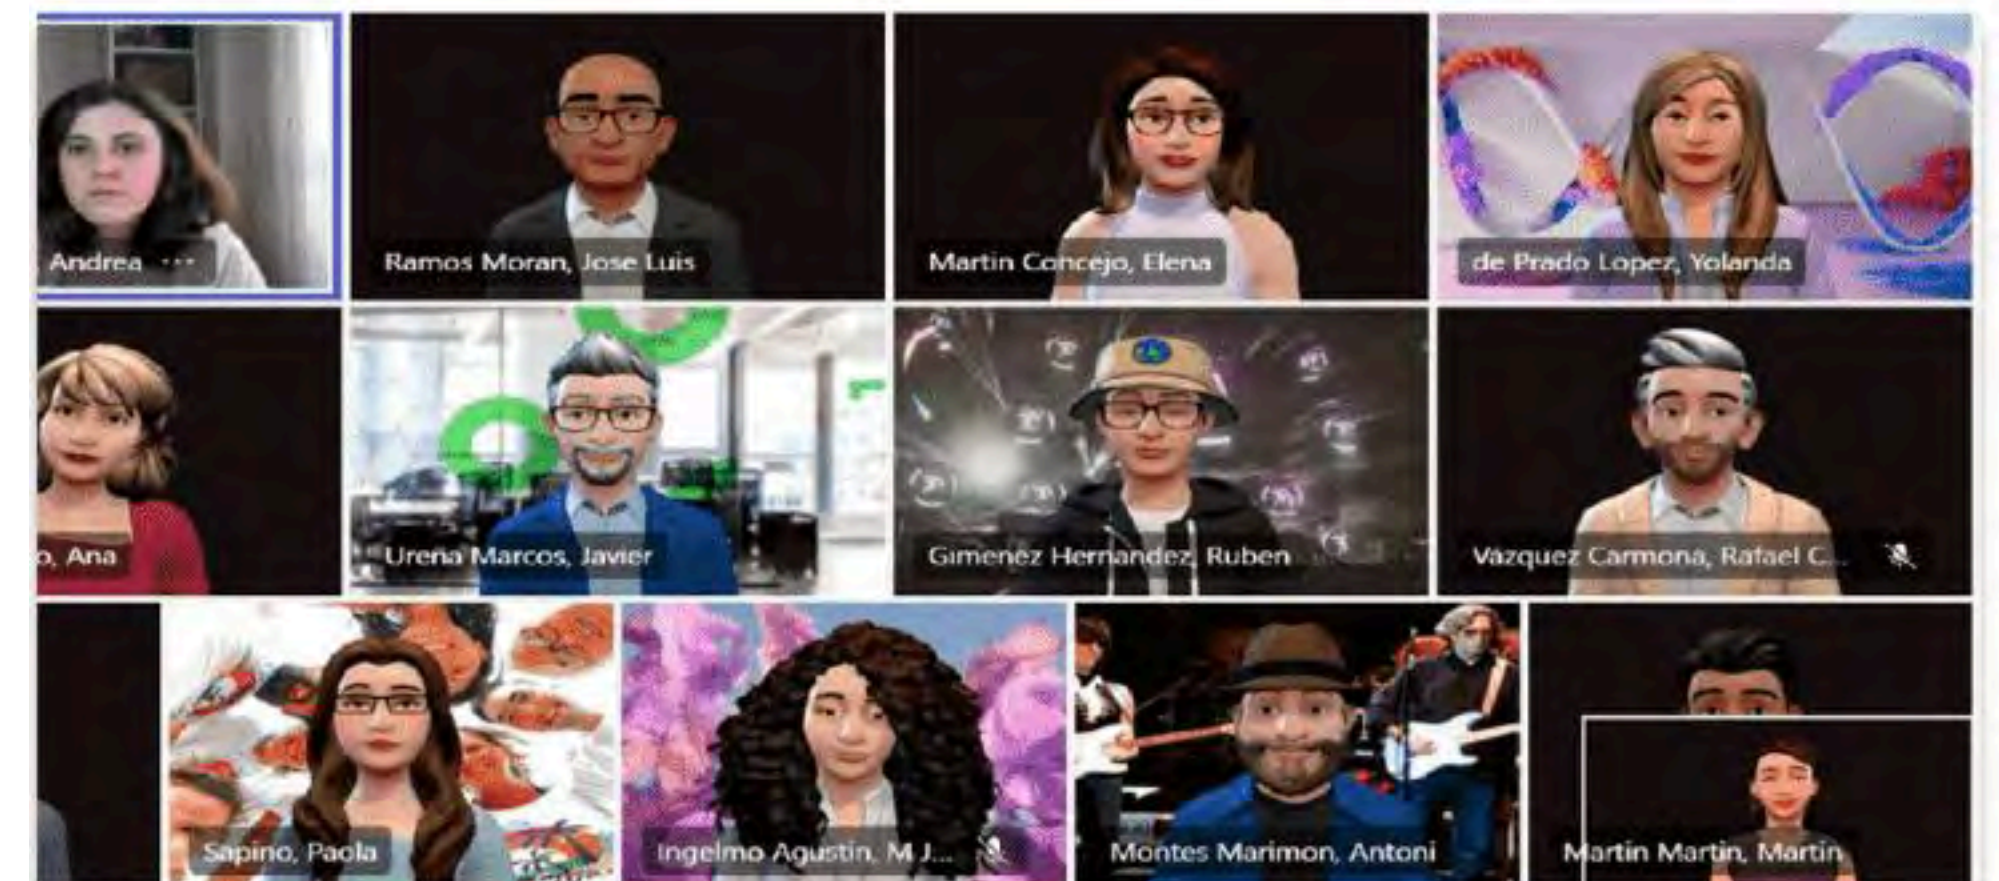 Andrea ...
Ramos Moran, Jose Luis
Martin Concejo, Elena
de Prado Lopez, Yolanda
o, Ana
Urena Marcos, Javier
Gimenez Hernandez, Ruben
Vazquez Carmona, Rafael C...
Sapino, Paola
Ingelmo Agustin, M J...
Montes Marimon, Antoni
Martin Martin, Martin